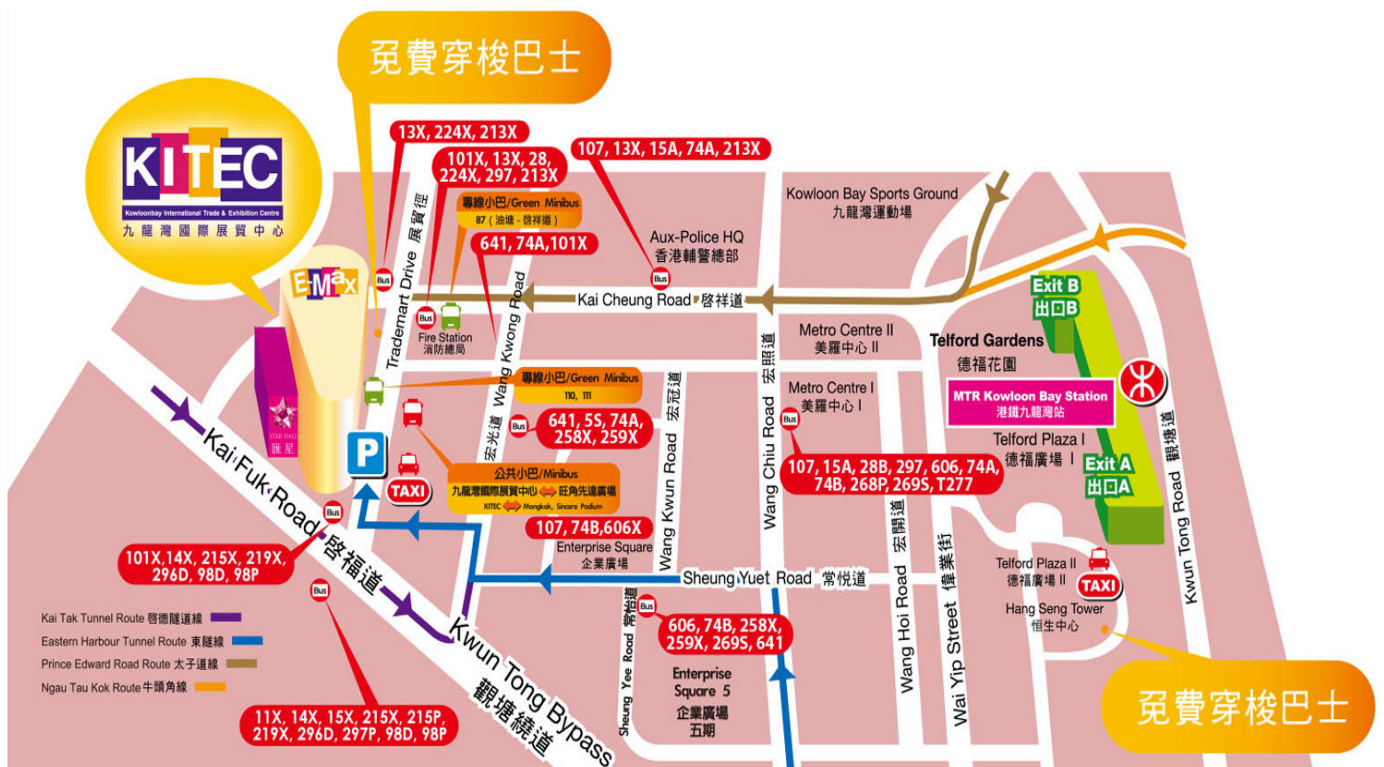 免費穿梭巴士
KITEC
Kowloonbay International Trade & Exhibition Centre
九龍灣國際展貿中心
13X, 224X, 213X
101X, 13X, 28,
224X, 297, 213X
107, 13X, 15A, 74A, 213X
專線小巴/Green Minibus
87 (油塘 - 啓祥道)
641, 74A,101X
Kowloon Bay Sports Ground
九龍灣運動場
Aux-Police HQ
香港輔警總部
E-Max
Trademart Drive 展貿徑
Bus
Bus
Fire Station
消防總局
Bus
Kai Cheung Road 啓祥道
Wang Kwong Road
宏光道
Exit B
出口B
Metro Centre II
美羅中心 II
Telford Gardens
德福花園
Wang Chiu Road 宏照道
專線小巴/Green Minibus
110, 111
Metro Centre I
美羅中心 I
MTR Kowloon Bay Station
港鐵九龍灣站
STAR HALL
匯星
Bus
641, 5S, 74A,
258X, 259X
Wang Kwun Road 宏冠道
Bus
107, 15A, 28B, 297, 606, 74A,
74B, 268P, 269S, T277
Telford Plaza I
德福廣場 I
Exit A
出口A
Kwun Tong Road 觀塘道
P
TAXI
公共小巴/Minibus
九龍灣國際展貿中心 ⟷ 旺角先達廣場
KITEC ⟷ Mongkok, Sincere Podium
Kai Fuk Road 啓福道
Bus
101X,14X, 215X, 219X,
296D, 98D, 98P
107, 74B,606X
Enterprise Square
企業廣場
Sheung Yuet Road 常悦道
Wang Hoi Road 宏開道
Wai Yip Street 偉業街
Telford Plaza II
德福廣場 II
TAXI
Hang Seng Tower
恒生中心
Bus
Bus
606, 74B, 258X,
259X, 269S, 641
Sheung Yee Road 常怡道
Kai Tak Tunnel Route 啓德隧道線
Eastern Harbour Tunnel Route 東隧線
Prince Edward Road Route 太子道線
Ngau Tau Kok Route 牛頭角線
Kwun Tong Bypass
觀塘繞道
Enterprise
Square 5
企業廣場
五期
11X, 14X, 15X, 215X, 215P,
219X, 296D, 297P, 98D, 98P
免費穿梭巴士